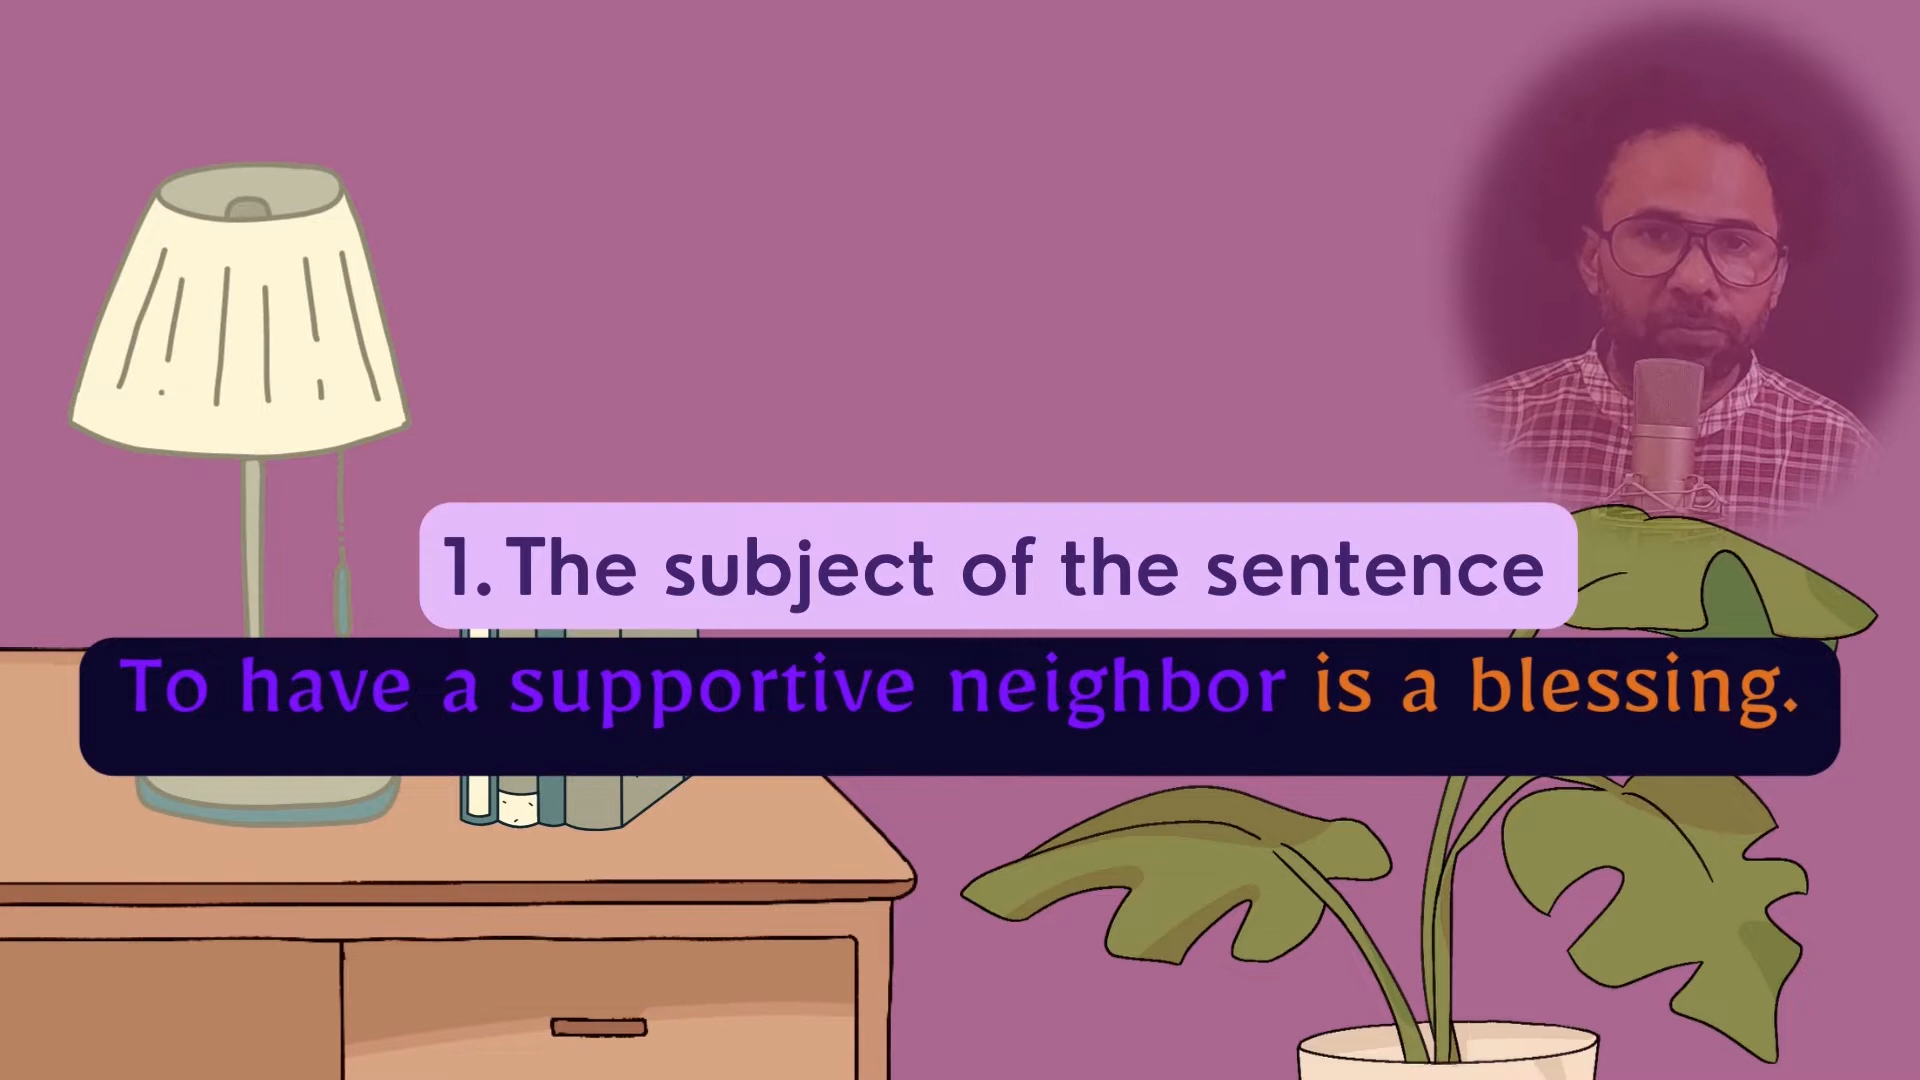 1. The subject of the sentence
To have a supportive neighbor is a blessing.